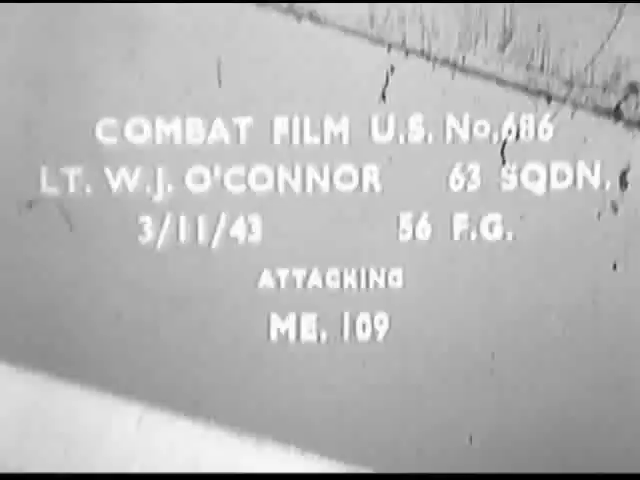 COMBAT FILM U.S. No.686
LT. W.J. O'CONNOR 63 SQDN.
3/11/43 56 F.G.
ATTACKING
ME. 109